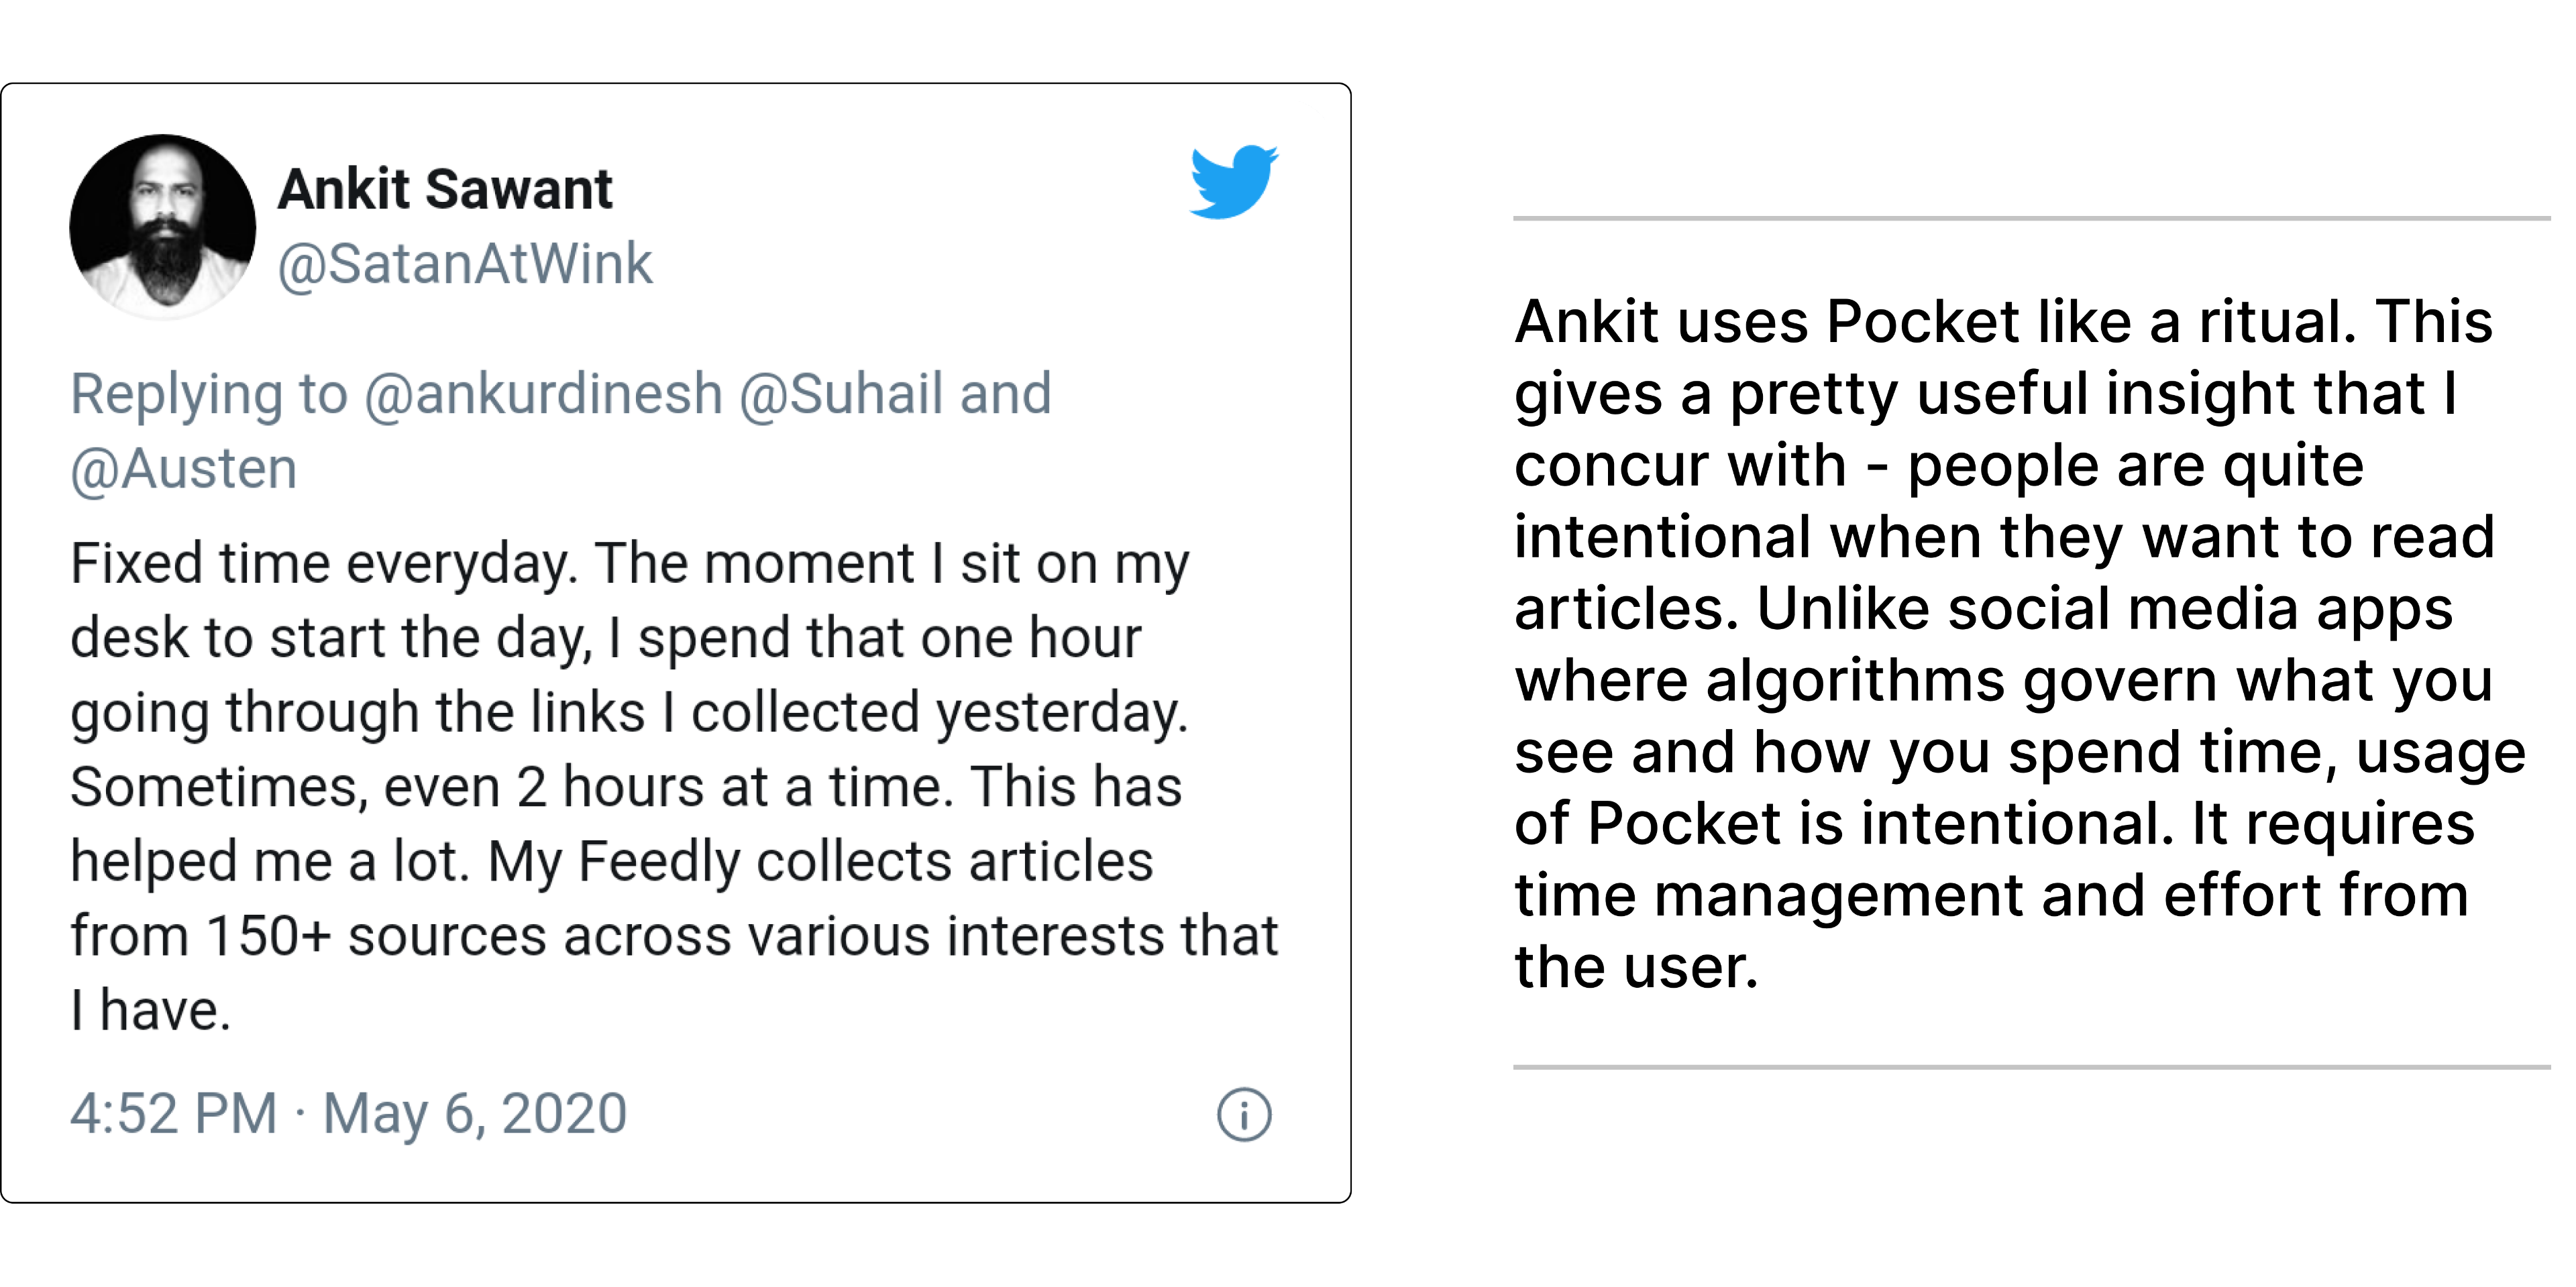 Ankit Sawant
@SatanAtWink
Replying to @ankurdinesh @Suhail and
@Austen
Fixed time everyday. The moment I sit on my
desk to start the day, I spend that one hour
going through the links I collected yesterday.
Sometimes, even 2 hours at a time. This has
helped me a lot. My Feedly collects articles
from 150+ sources across various interests that
I have.
4:52 PM · May 6, 2020
Ankit uses Pocket like a ritual. This
gives a pretty useful insight that I
concur with - people are quite
intentional when they want to read
articles. Unlike social media apps
where algorithms govern what you
see and how you spend time, usage
of Pocket is intentional. It requires
time management and effort from
the user.